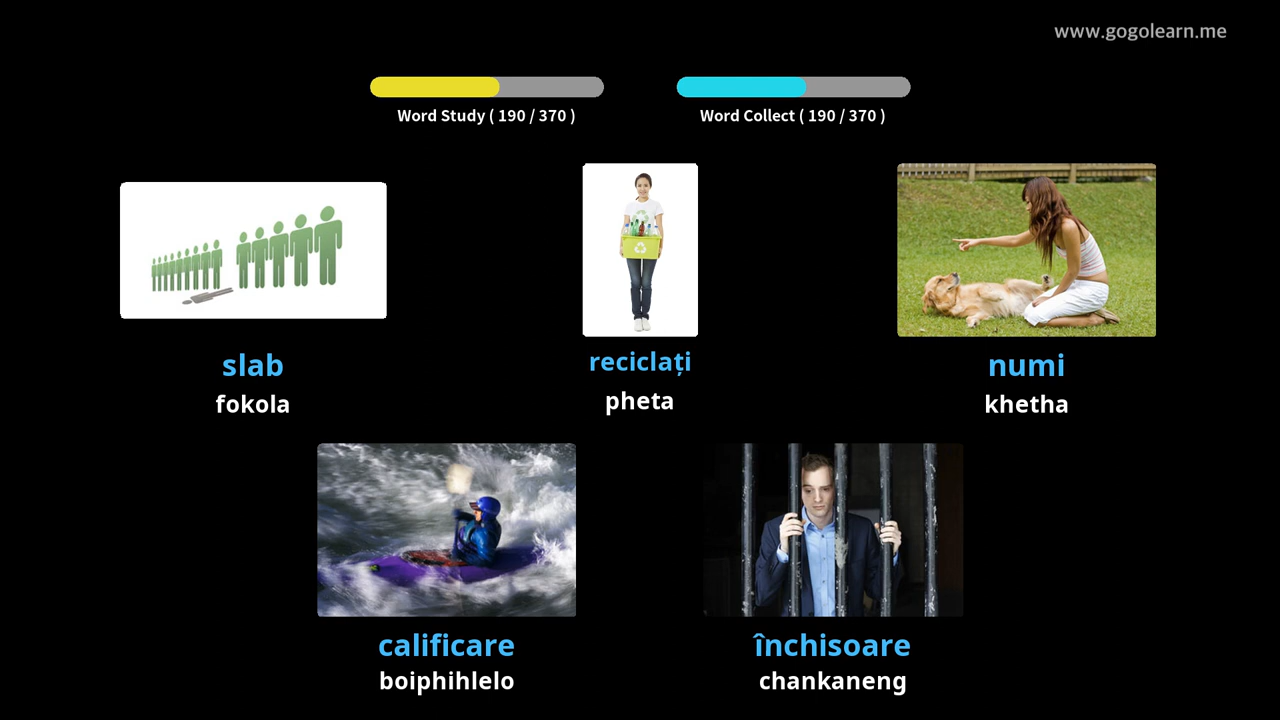 www.gogolearn.me
Word Study ( 190 / 370 )
Word Collect ( 190 / 370 )
slab
fokola
reciclați
pheta
numi
khetha
calificare
boiphihlelo
închisoare
chankaneng